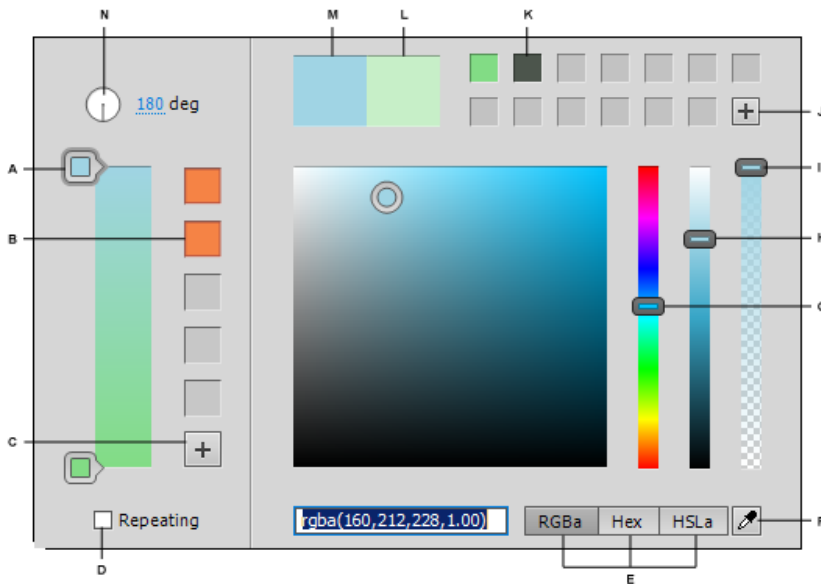 N
M
L
K
180 deg
+
J
A
I
B
H
G
C
+
Repeating
rgba(160,212,228,1.00)
RGBa
Hex
HSLa
F
D
E